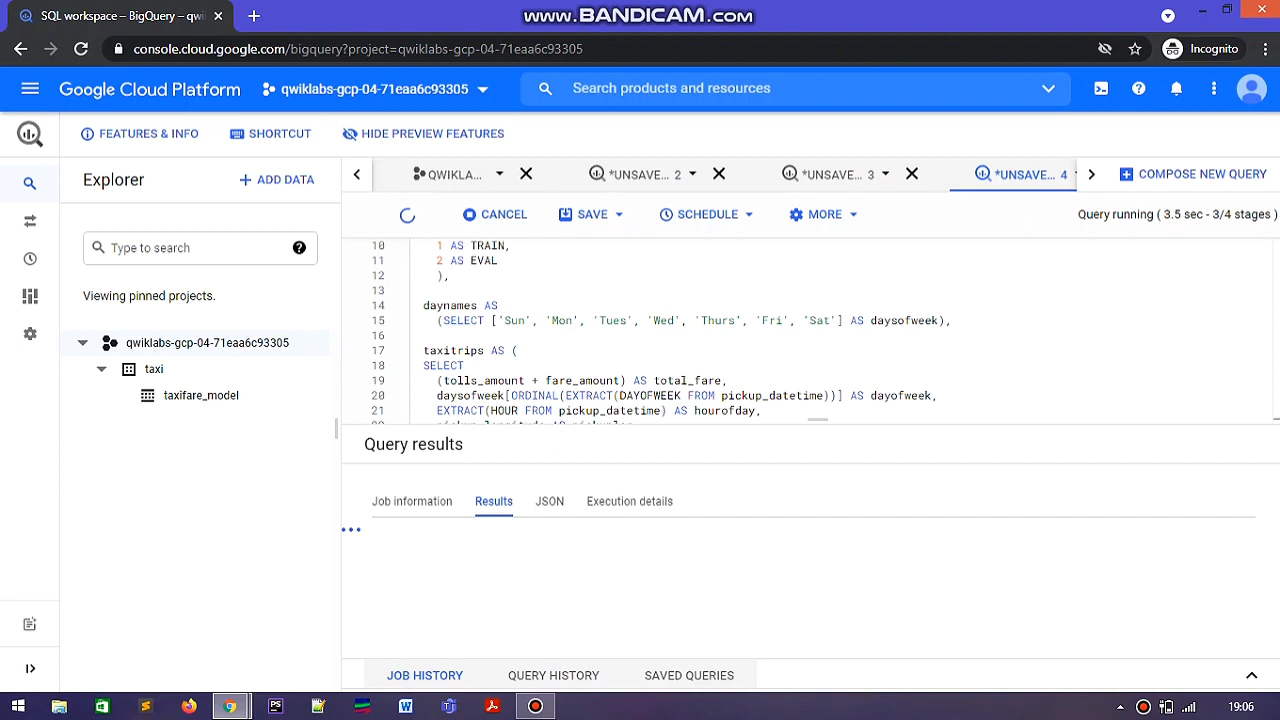 SQL workspace – BigQuery – qwi
www.BANDICAM.com
console.cloud.google.com/bigquery?project=qwiklabs-gcp-04-71eaa6c93305
Incognito
Google Cloud Platform
qwiklabs-gcp-04-71eaa6c93305
Search products and resources
FEATURES & INFO
SHORTCUT
HIDE PREVIEW FEATURES
Explorer
ADD DATA
QWIKLA...
*UNSAVE... 2
*UNSAVE... 3
*UNSAVE... 4
COMPOSE NEW QUERY
CANCEL
SAVE
SCHEDULE
MORE
Query running ( 3.5 sec - 3/4 stages )
Type to search
Viewing pinned projects.
qwiklabs-gcp-04-71eaa6c93305
taxi
taxifare_model
10 1 AS TRAIN,
11 2 AS EVAL
12 ),
13
14 daynames AS
15 (SELECT ['Sun', 'Mon', 'Tues', 'Wed', 'Thurs', 'Fri', 'Sat'] AS daysofweek),
16
17 taxitrips AS (
18 SELECT
19 (tolls_amount + fare_amount) AS total_fare,
20 daysofweek[ORDINAL(EXTRACT(DAYOFWEEK FROM pickup_datetime))] AS dayofweek,
21 EXTRACT(HOUR FROM pickup_datetime) AS hourofday,
Query results
Job information
Results
JSON
Execution details
JOB HISTORY
QUERY HISTORY
SAVED QUERIES
19:06